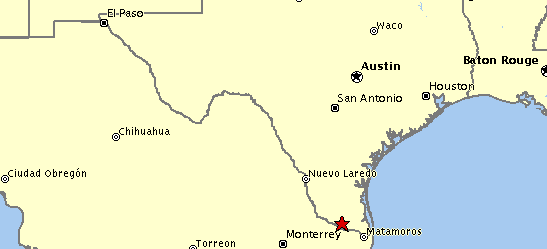 El-Paso
Waco
Austin
Baton Rouge
Houston
San Antonio
Chihuahua
Ciudad Obregón
Nuevo Laredo
Matamoros
Monterrey
Torreon